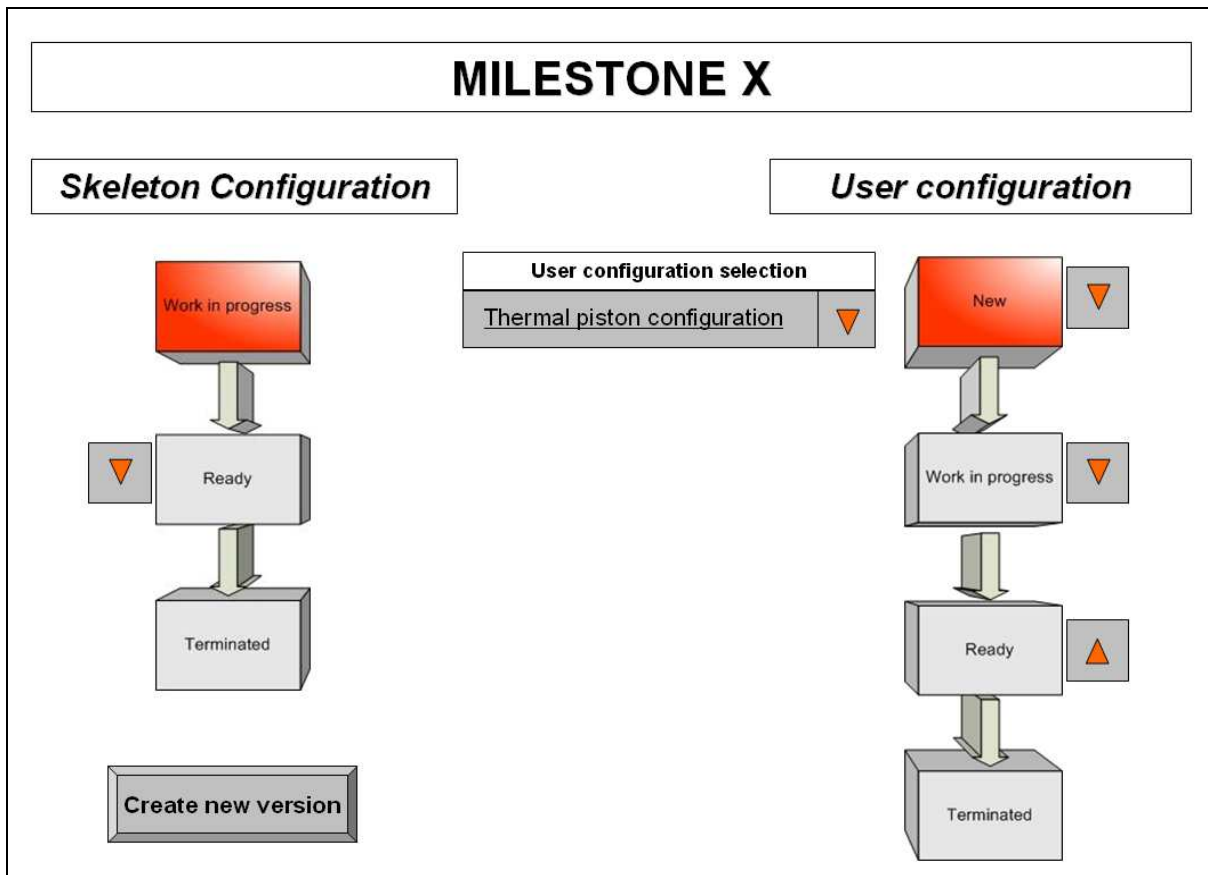 MILESTONE X
Skeleton Configuration
User configuration
Work in progress
Ready
Terminated
Create new version
User configuration selection
Thermal piston configuration
New
Work in progress
Ready
Terminated